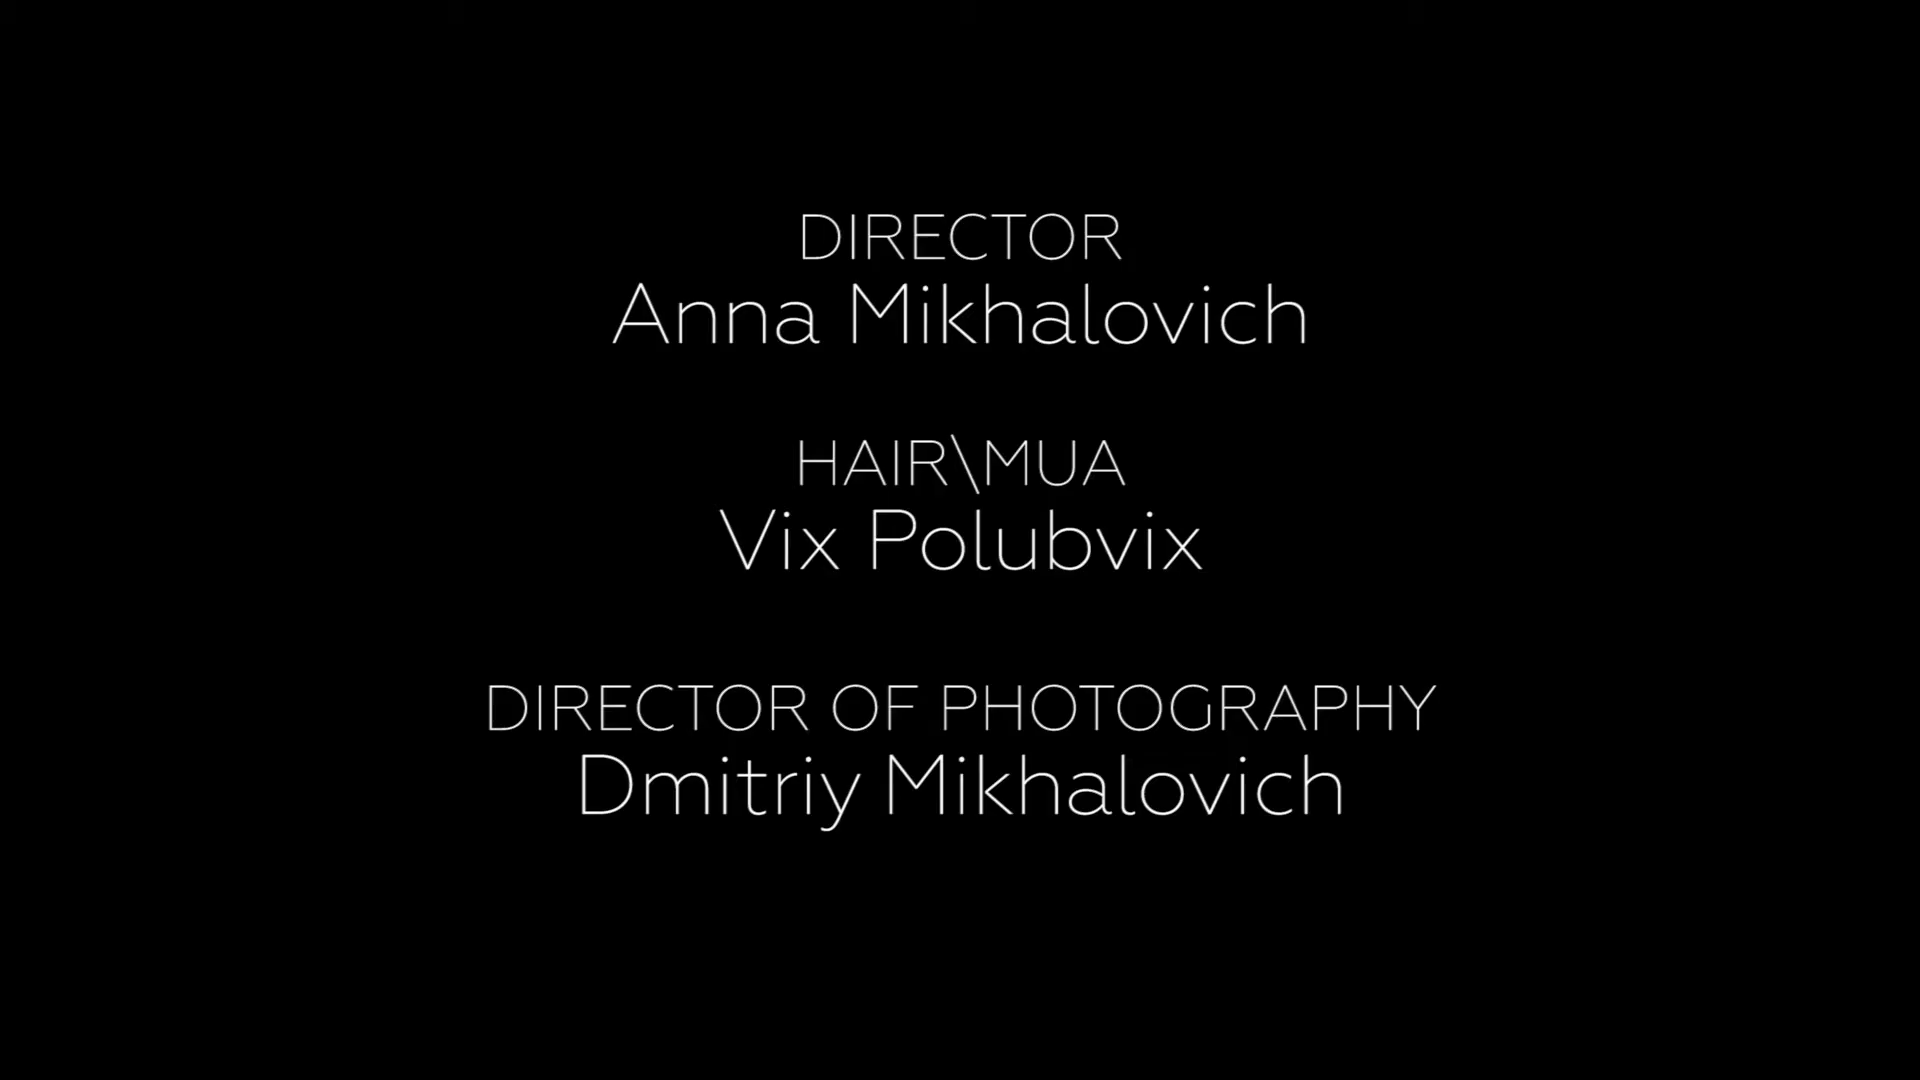 DIRECTOR
Anna Mikhalovich
HAIR\MUA
Vix Polubvix
DIRECTOR OF PHOTOGRAPHY
Dmitriy Mikhalovich